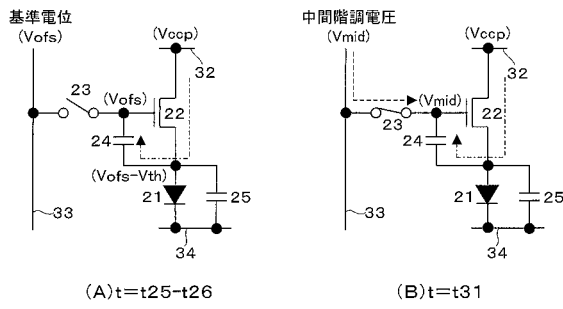 基準電位
(Vofs)
(Vccp)
32
23
(Vofs)
22
24
(Vofs-Vth)
21
25
33
34
(A)t=t25-t26
中間階調電圧
(Vmid)
(Vccp)
32
(Vmid)
22
23
24
21
25
33
34
(B)t=t31